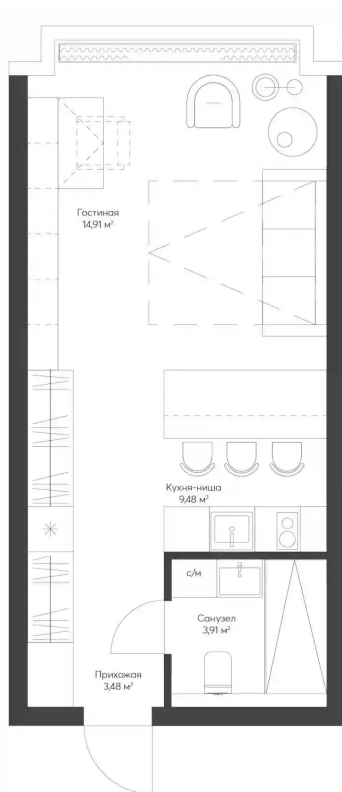 Гостиная
14,91 м²
Кухня-ниша
9,48 м²
с/м
Санузел
3,91 м²
Прихожая
3,48 м²